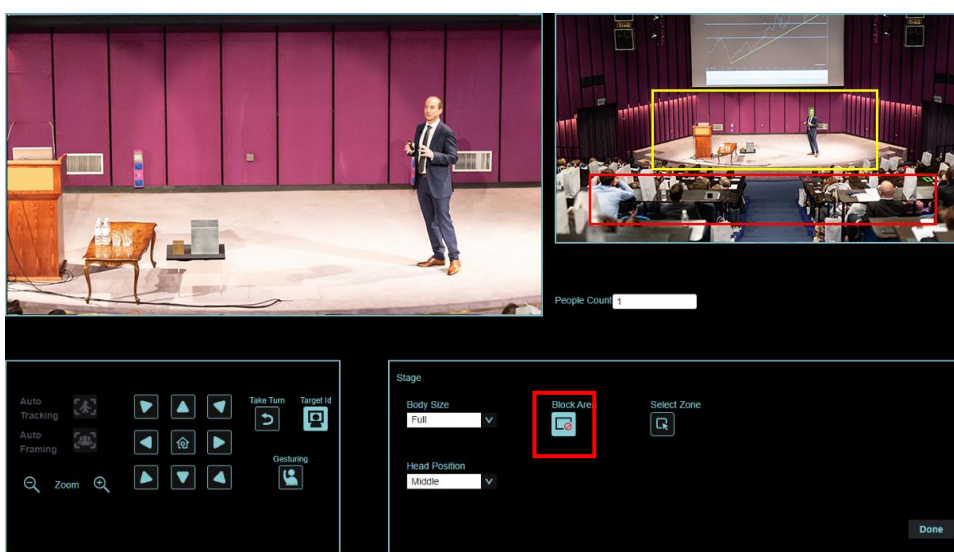 People Count 1
Auto
Tracking
Auto
Framing
Zoom
Take Turn
Target Id
Gesturing
Stage
Body Size
Full
Block Area
Select Zone
Head Position
Middle
Done